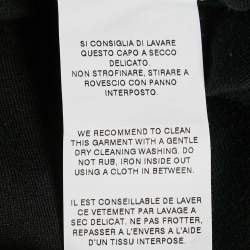 SI CONSIGLIA DI LAVARE
QUESTO CAPO A SECCO
DELICATO.
NON STROFINARE, STIRARE A
ROVESCIO CON PANNO
INTERPOSTO.
WE RECOMMEND TO CLEAN
THIS GARMENT WITH A GENTLE
DRY CLEANING WASHING. DO
NOT RUB, IRON INSIDE OUT
USING A CLOTH IN BETWEEN.
IL EST CONSEILLABLE DE LAVER
CE VETEMENT PAR LAVAGE A
SEC DELICAT. NE PAS FROTTER,
REPASSER A L'ENVERS A L'AIDE
D'UN TISSU INTERPOSE.